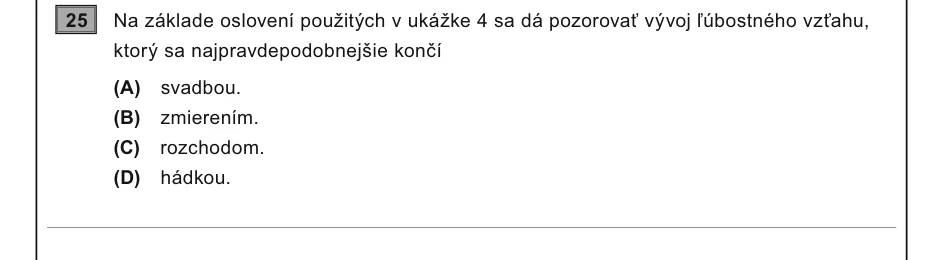 25 Na základe oslovení použitých v ukážke 4 sa dá pozorovať vývoj ľúbostného vzťahu,
ktorý sa najpravdepodobnejšie končí
(A) svadbou.
(B) zmierením.
(C) rozchodom.
(D) hádkou.